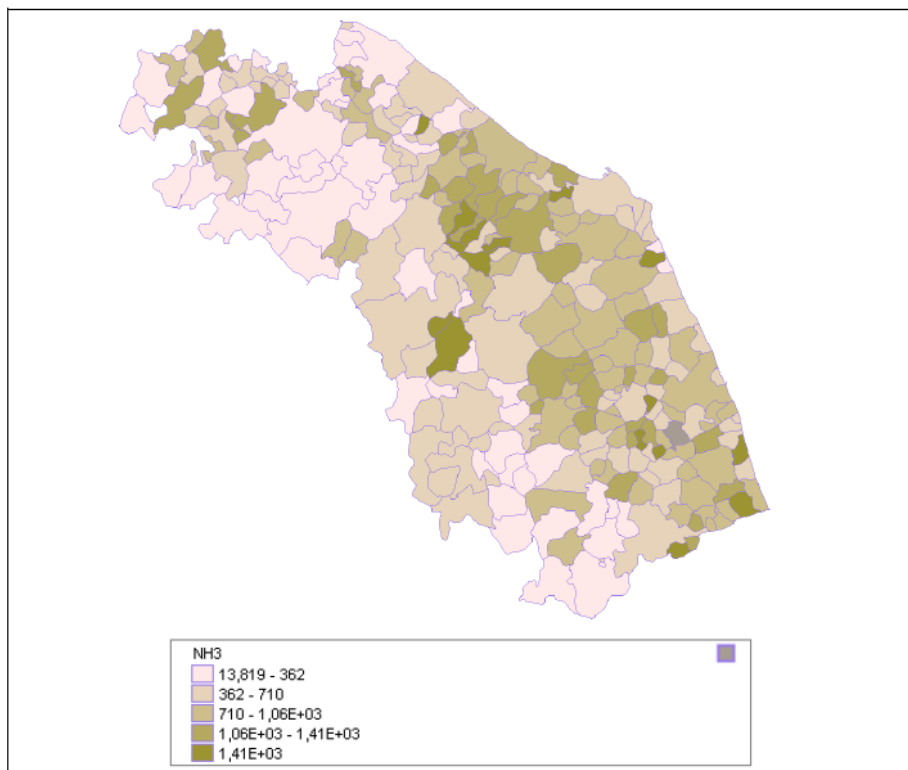 NH3
13,819 - 362
362 - 710
710 - 1,06E+03
1,06E+03 - 1,41E+03
1,41E+03